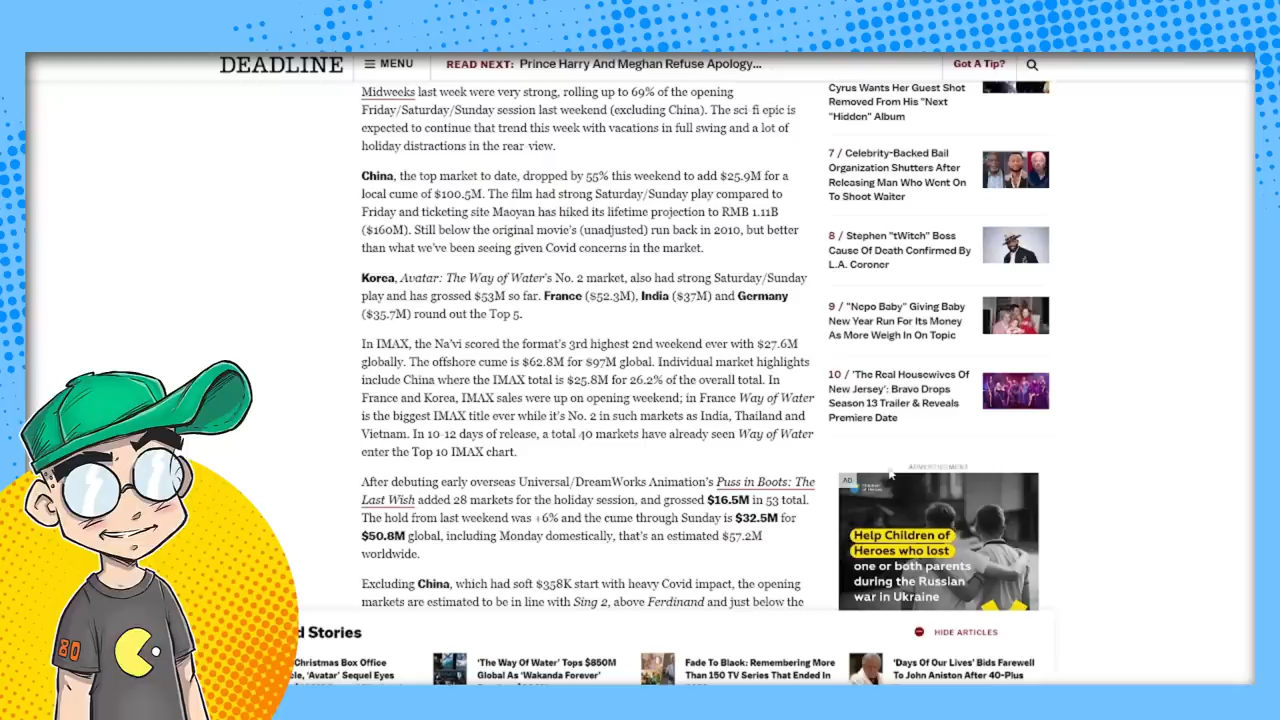 DEADLINE
MENU
READ NEXT: Prince Harry And Meghan Refuse Apology...
Got A Tip?
Midweeks last week were very strong, rolling up to 69% of the opening
Friday/Saturday/Sunday session last weekend (excluding China). The sci-fi epic is
expected to continue that trend this week with vacations in full swing and a lot of
holiday distractions in the rear-view.
China, the top market to date, dropped by 55% this weekend to add $25.9M for a
local cume of $100.5M. The film had strong Saturday/Sunday play compared to
Friday and ticketing site Maoyan has hiked its lifetime projection to RMB 1.11B
($160M). Still below the original movie's (unadjusted) run back in 2010, but better
than what we've been seeing given Covid concerns in the market.
Korea, Avatar: The Way of Water's No. 2 market, also had strong Saturday/Sunday
play and has grossed $53M so far. France ($52.3M), India ($37M) and Germany
($35.7M) round out the Top 5.
In IMAX, the Na'vi scored the format's 3rd highest 2nd weekend ever with $27.6M
globally. The offshore cume is $62.8M for $97M global. Individual market highlights
include China where the IMAX total is $25.8M for 26.2% of the overall total. In
France and Korea, IMAX sales were up on opening weekend; in France Way of Water
is the biggest IMAX title ever while it's No. 2 in such markets as India, Thailand and
Vietnam. In 10-12 days of release, a total 40 markets have already seen Way of Water
enter the Top 10 IMAX chart.
After debuting early overseas Universal/DreamWorks Animation's Puss in Boots: The
Last Wish added 28 markets for the holiday session, and grossed $16.5M in 53 total.
The hold from last weekend was +6% and the cume through Sunday is $32.5M for
$50.8M global, including Monday domestically, that's an estimated $57.2M
worldwide.
Excluding China, which had soft $358K start with heavy Covid impact, the opening
markets are estimated to be in line with Sing 2, above Ferdinand and just below the
Cyrus Wants Her Guest Shot
Removed From His "Next
"Hidden" Album
7 / Celebrity-Backed Bail
Organization Shutters After
Releasing Man Who Went On
To Shoot Waiter
8 / Stephen "tWitch" Boss
Cause Of Death Confirmed By
L.A. Coroner
9 / "Nepo Baby" Giving Baby
New Year Run For Its Money
As More Weigh In On Topic
10 / 'The Real Housewives Of
New Jersey': Bravo Drops
Season 13 Trailer & Reveals
Premiere Date
ADVERTISEMENT
AD
Help Children of
Heroes who lost
one or both parents
during the Russian
war in Ukraine
d Stories
HIDE ARTICLES
Christmas Box Office
le, 'Avatar' Sequel Eyes
'The Way Of Water' Tops $850M
Global As 'Wakanda Forever'
Fade To Black: Remembering More
Than 150 TV Series That Ended In
'Days Of Our Lives' Bids Farewell
To John Aniston After 40-Plus
80